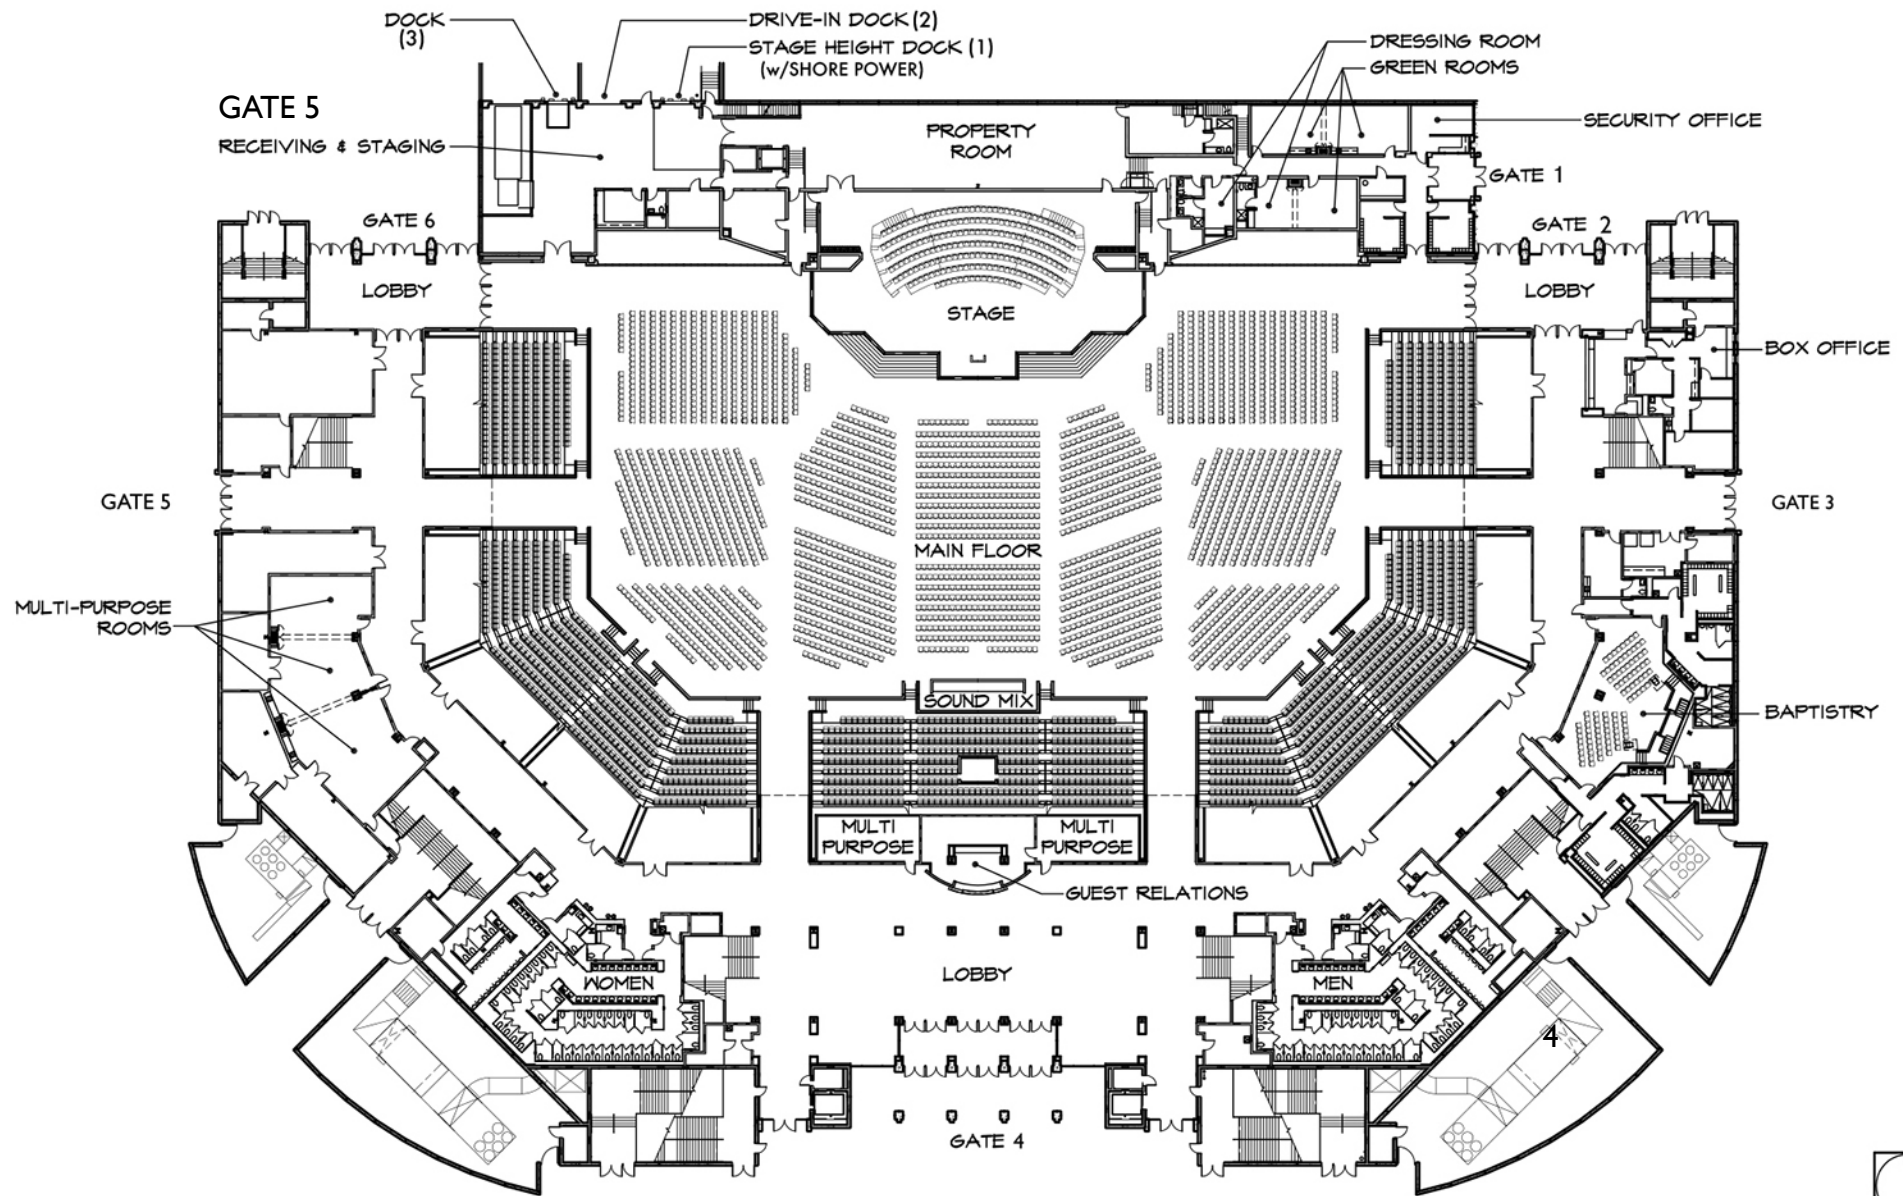 DOCK
(3)
DRIVE-IN DOCK (2)
STAGE HEIGHT DOCK (1)
(w/SHORE POWER)
DRESSING ROOM
GREEN ROOMS
GATE 5
RECEIVING & STAGING
PROPERTY
ROOM
SECURITY OFFICE
GATE 1
GATE 6
GATE 2
LOBBY
LOBBY
STAGE
BOX OFFICE
GATE 5
GATE 3
MAIN FLOOR
MULTI-PURPOSE
ROOMS
SOUND MIX
BAPTISTRY
MULTI
PURPOSE
MULTI
PURPOSE
GUEST RELATIONS
LOBBY
WOMEN
MEN
4
GATE 4